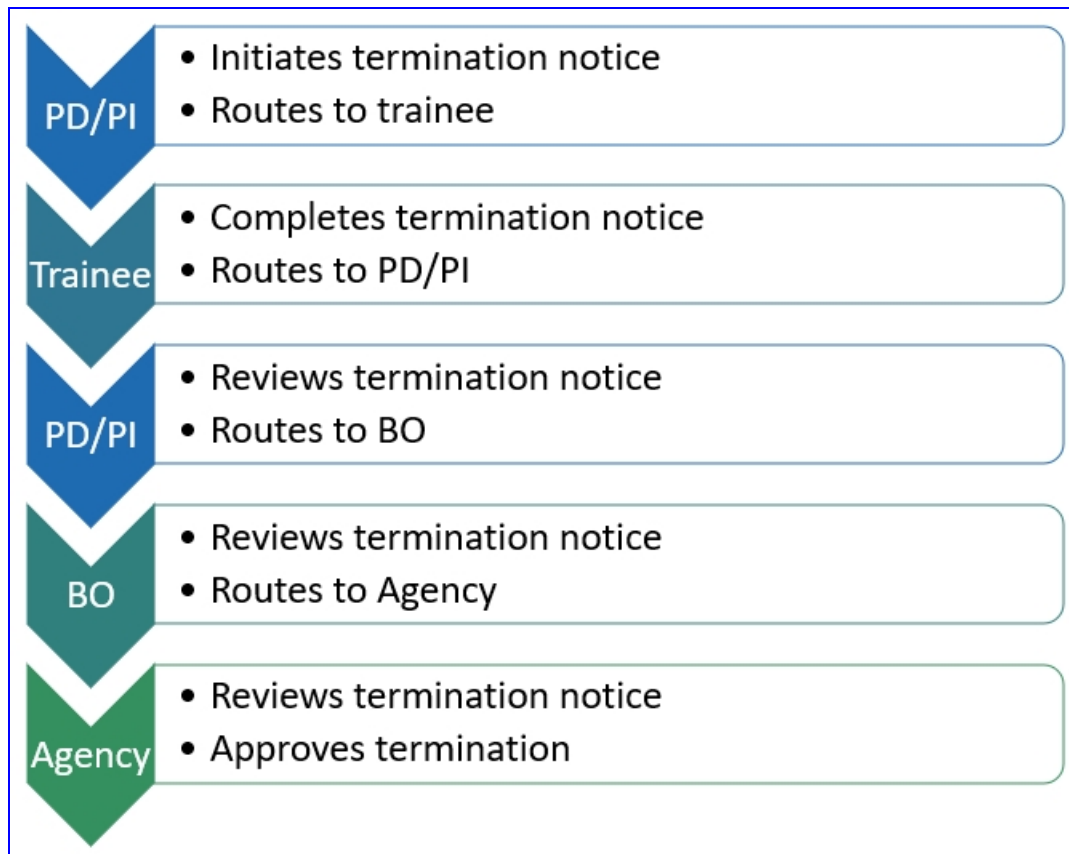 PD/PI
• Initiates termination notice
• Routes to trainee
Trainee
• Completes termination notice
• Routes to PD/PI
PD/PI
• Reviews termination notice
• Routes to BO
BO
• Reviews termination notice
• Routes to Agency
Agency
• Reviews termination notice
• Approves termination